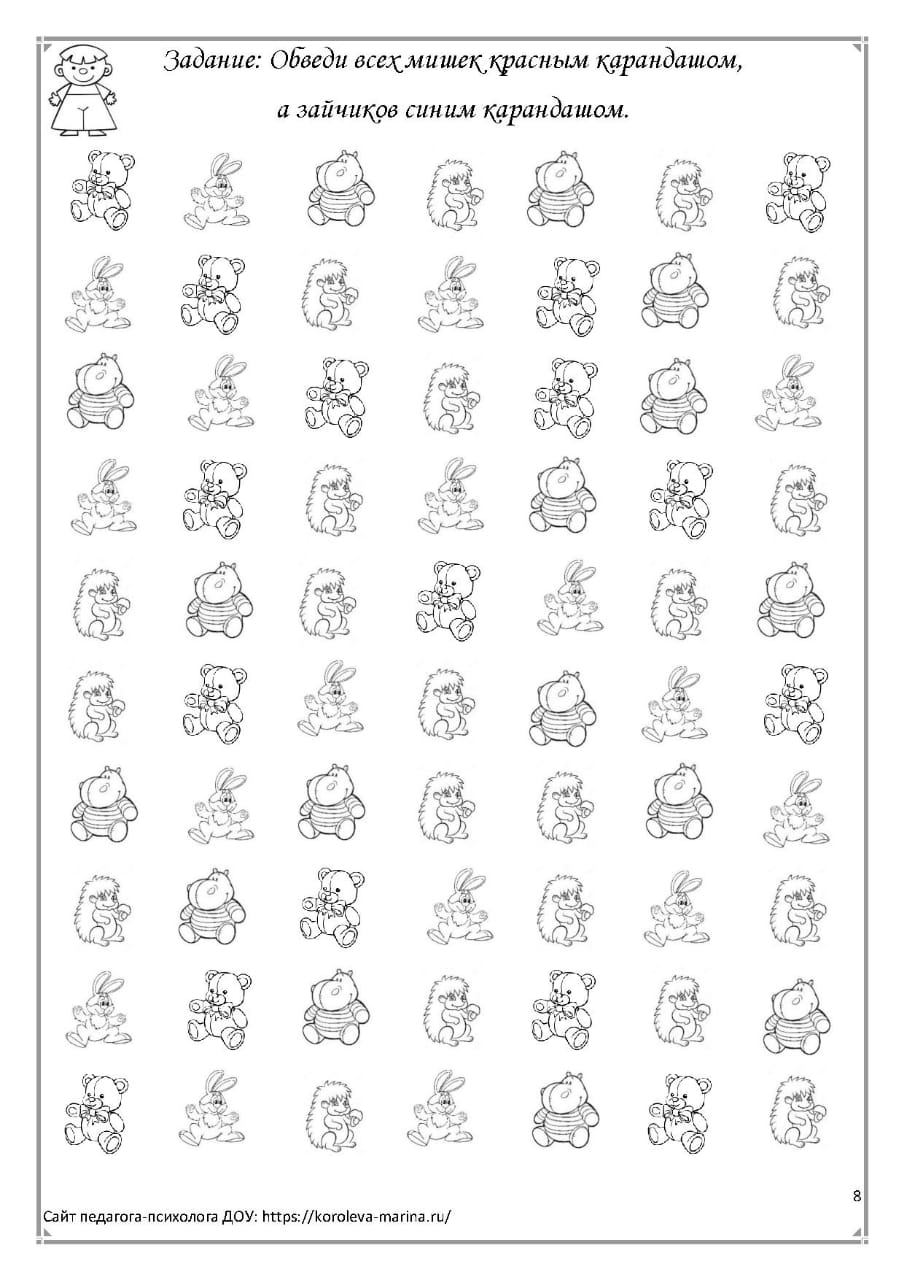 Задание: Обведи всех мишек красным карандашом,
а зайчиков синим карандашом.
8
Сайт педагога-психолога ДОУ: https://koroleva-marina.ru/